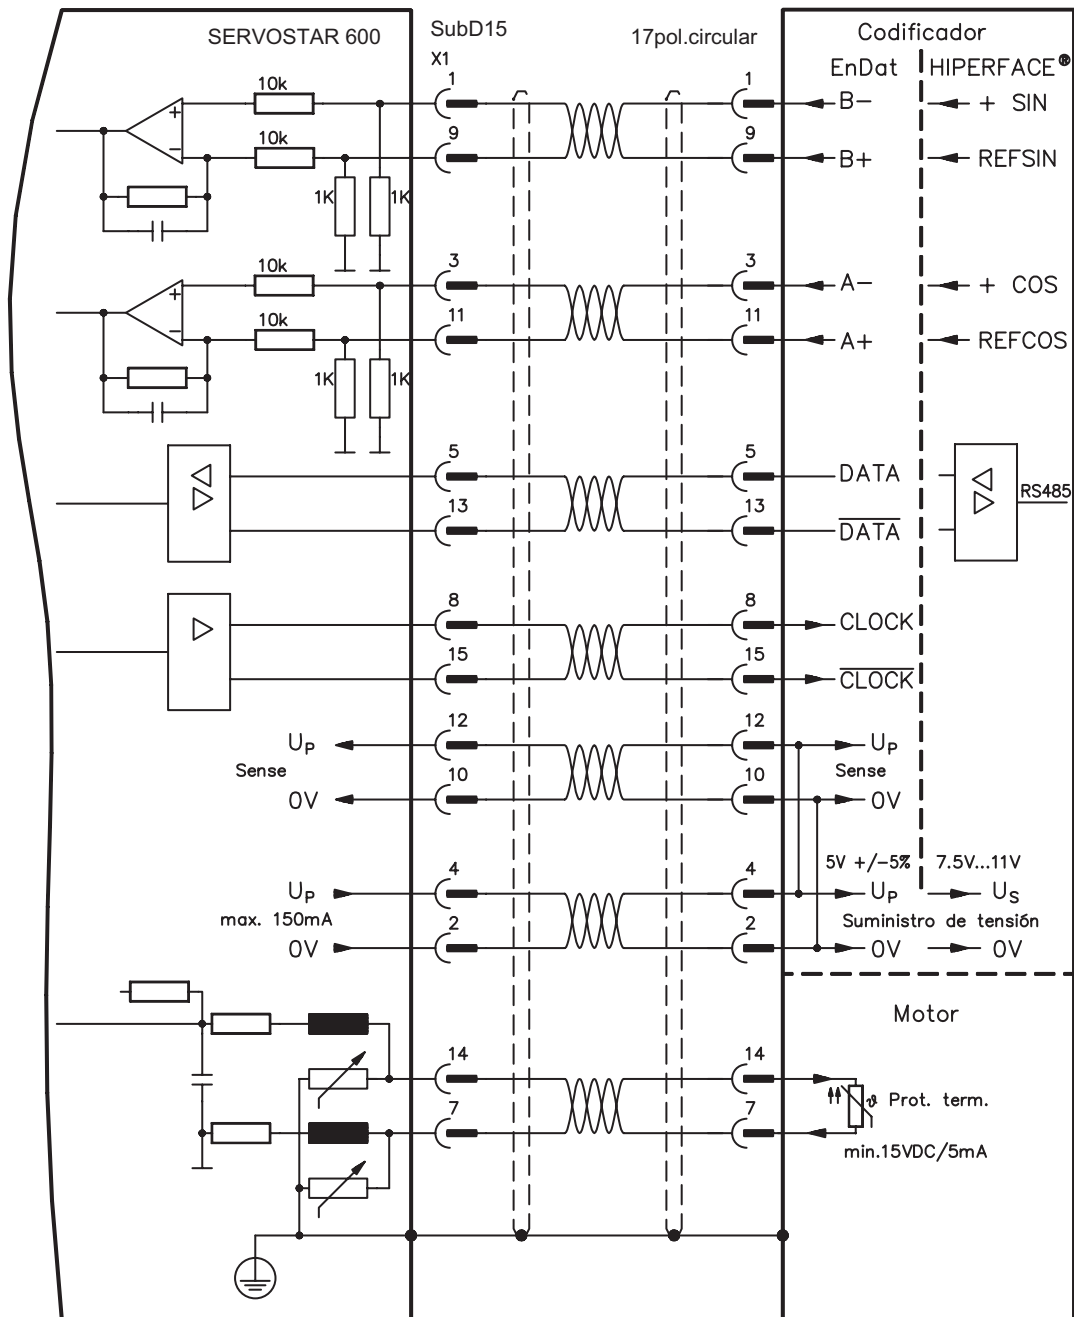 SERVOSTAR 600
SubD15
X1
17pol.circular
Codificador
EnDat
HIPERFACE®
10k
1
1
B-
+ SIN
10k
9
9
B+
REFSIN
1K
1K
10k
3
3
A-
+ COS
10k
11
11
A+
REFCOS
1K
1K
5
5
DATA
13
13
DATA
RS485
8
8
CLOCK
15
15
CLOCK
UP
12
12
UP
Sense
Sense
0V
10
10
0V
5V +/-5%
7.5V...11V
UP
4
4
UP
US
max. 150mA
Suministro de tensión
0V
2
2
0V
0V
Motor
14
14
ϑ Prot. term.
7
7
min.15VDC/5mA